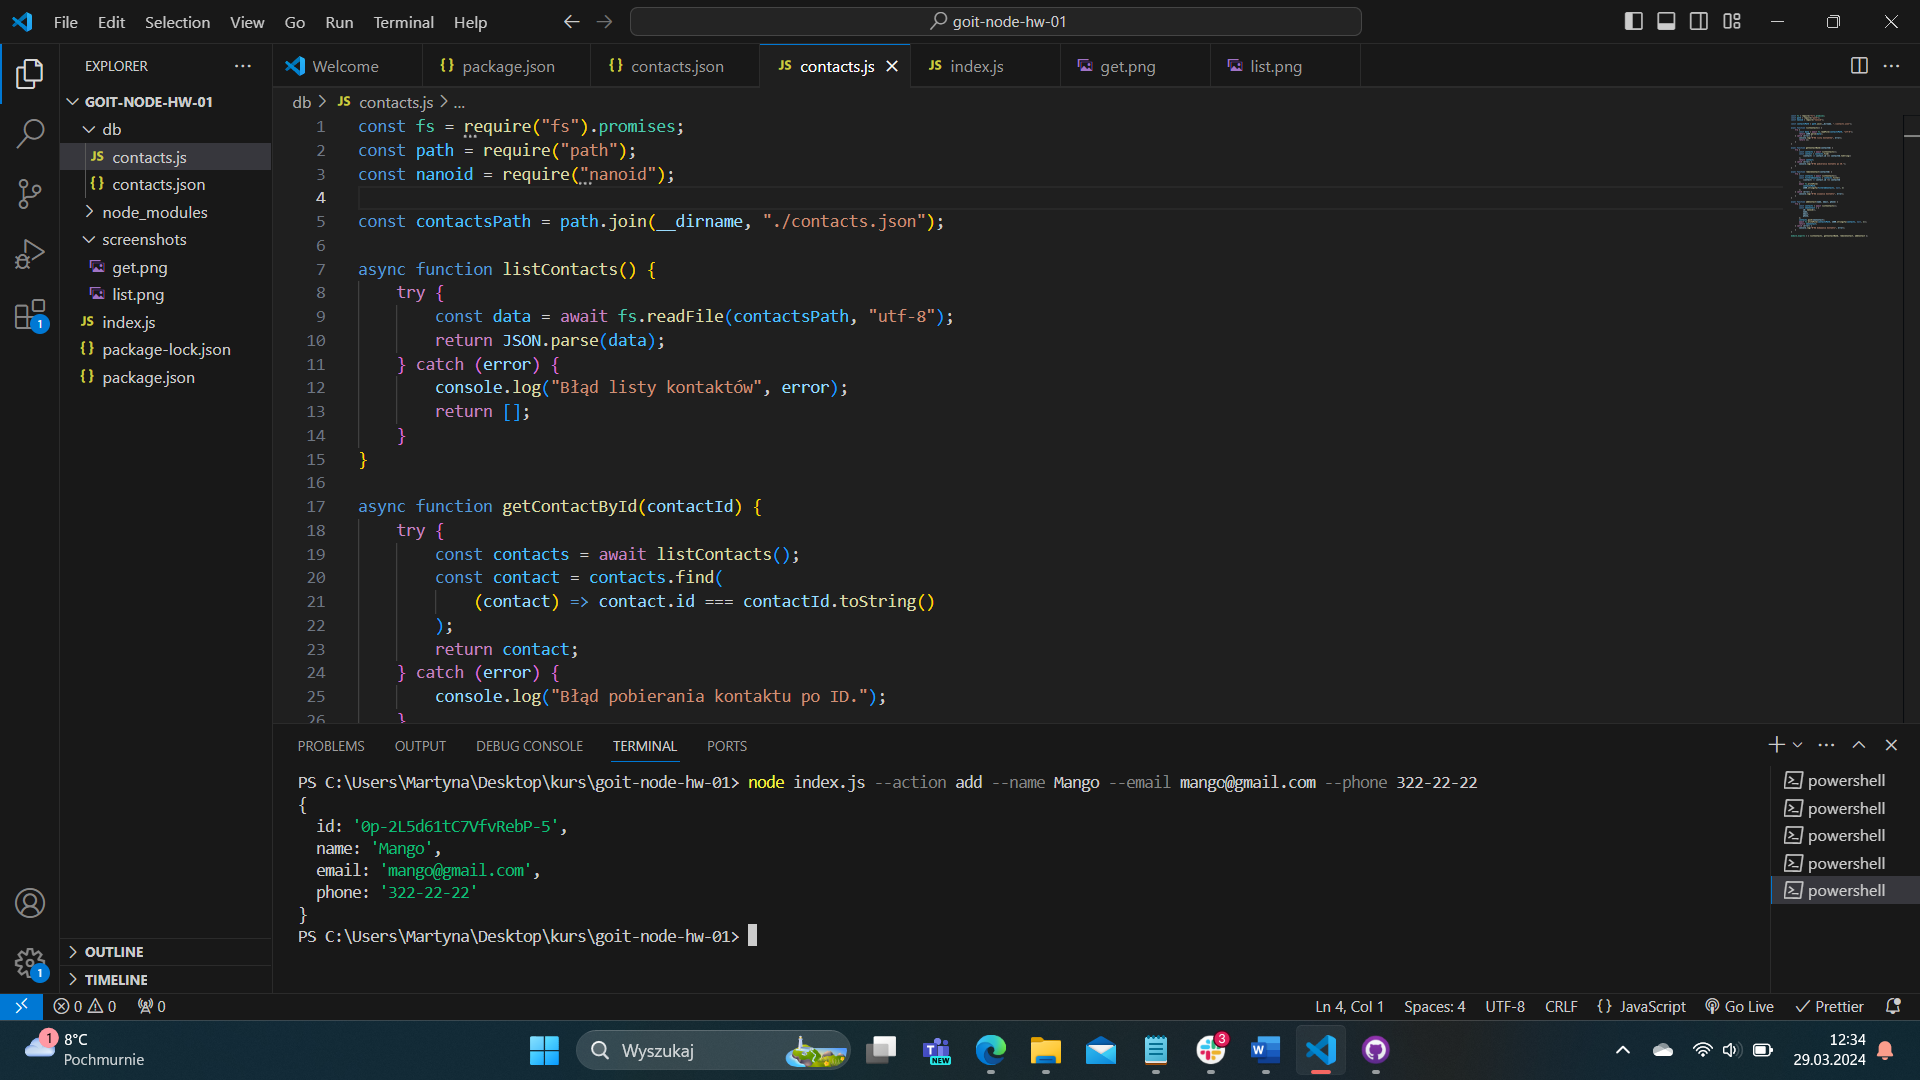 File Edit Selection View Go Run Terminal Help
goit-node-hw-01
EXPLORER
GOIT-NODE-HW-01
db
JS contacts.js
{} contacts.json
node_modules
screenshots
get.png
list.png
JS index.js
{} package-lock.json
{} package.json
OUTLINE
TIMELINE
Welcome
{} package.json
{} contacts.json
JS contacts.js
JS index.js
get.png
list.png
db > JS contacts.js > ...
1 const fs = require("fs").promises;
2 const path = require("path");
3 const nanoid = require("nanoid");
4
5 const contactsPath = path.join(__dirname, "./contacts.json");
6
7 async function listContacts() {
8 try {
9 const data = await fs.readFile(contactsPath, "utf-8");
10 return JSON.parse(data);
11 } catch (error) {
12 console.log("Błąd listy kontaktów", error);
13 return [];
14 }
15 }
16
17 async function getContactById(contactId) {
18 try {
19 const contacts = await listContacts();
20 const contact = contacts.find(
21 (contact) => contact.id === contactId.toString()
22 );
23 return contact;
24 } catch (error) {
25 console.log("Błąd pobierania kontaktu po ID.");
26 }
PROBLEMS OUTPUT DEBUG CONSOLE TERMINAL PORTS
PS C:\Users\Martyna\Desktop\kurs\goit-node-hw-01> node index.js --action add --name Mango --email mango@gmail.com --phone 322-22-22
{
id: '0p-2L5d61tC7VfvRebP-5',
name: 'Mango',
email: 'mango@gmail.com',
phone: '322-22-22'
}
PS C:\Users\Martyna\Desktop\kurs\goit-node-hw-01>
powershell
powershell
powershell
powershell
powershell
1
1
0 0 0
Ln 4, Col 1 Spaces: 4 UTF-8 CRLF {} JavaScript Go Live Prettier
1
8°C
Pochmurnie
Wyszukaj
NEW
3
12:34
29.03.2024